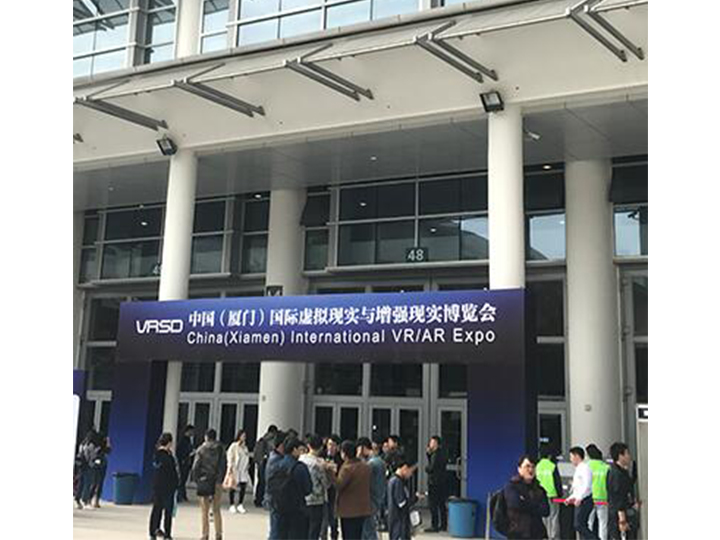 48
VRSD 中国（厦门）国际虚拟现实与增强现实博览会
China(Xiamen) International VR/AR Expo